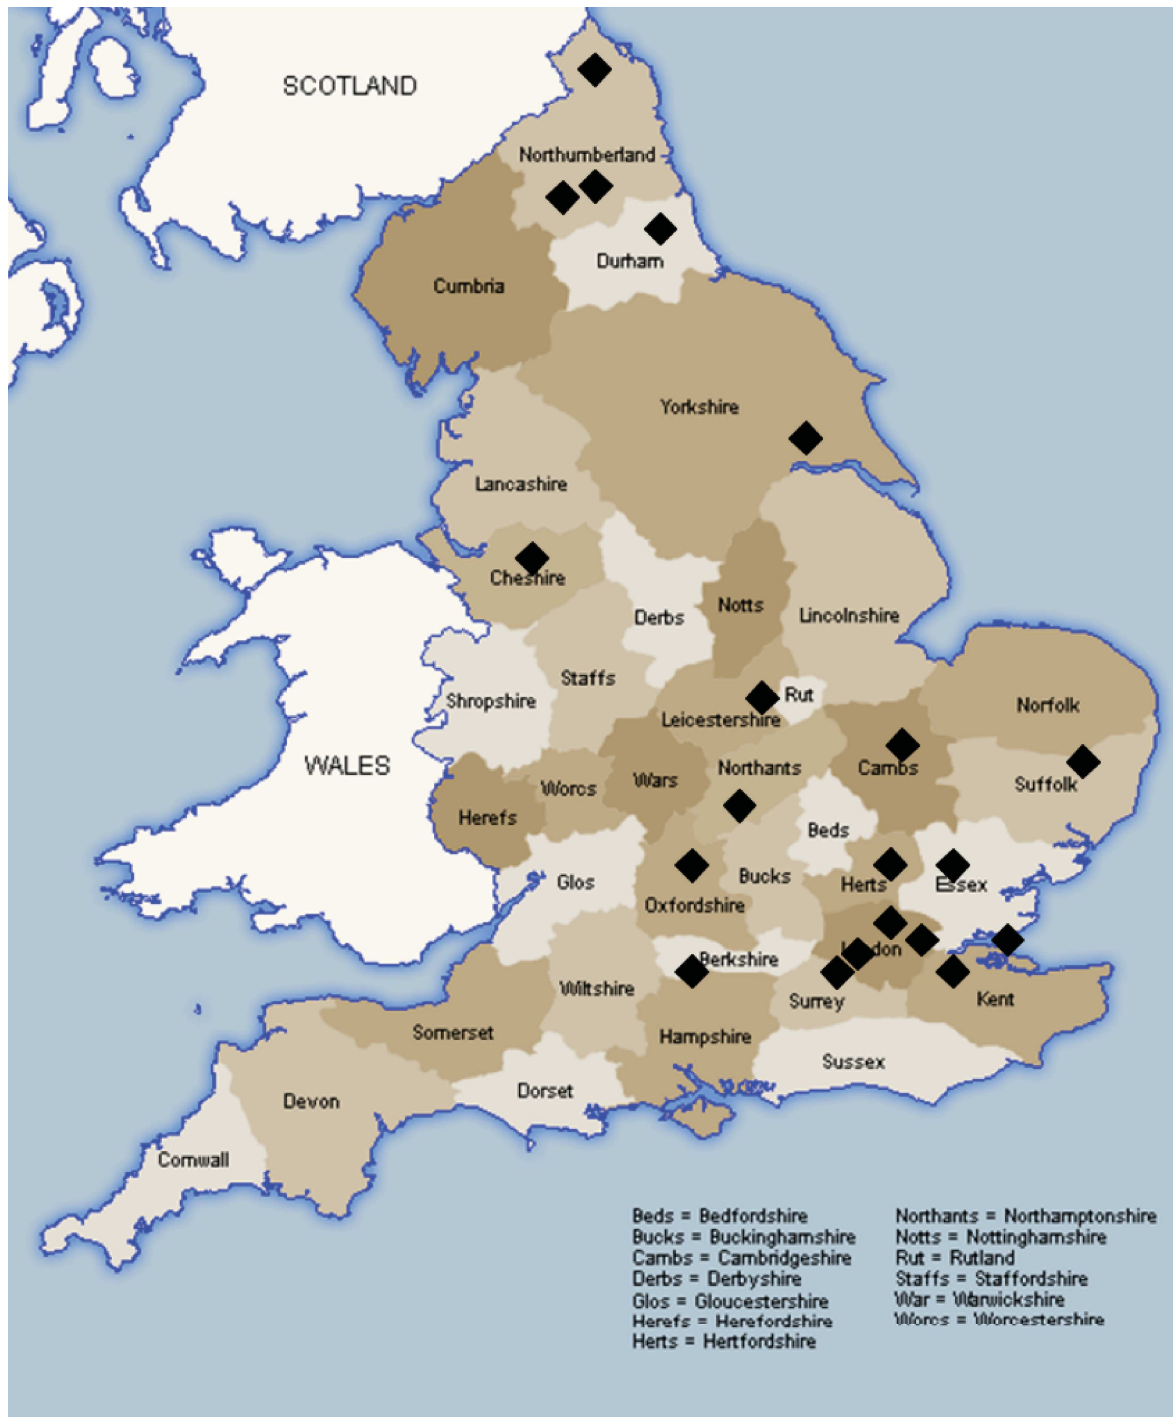 SCOTLAND
Northumberland
Durham
Cumbria
Yorkshire
Lancashire
Cheshire
Derbs
Notts
Lincolnshire
Staffs
Shropshire
Rut
Leicestershire
Norfolk
WALES
Herefs
Worcs
Wars
Northants
Cambs
Suffolk
Beds
Glos
Bucks
Herts
Essex
Oxfordshire
London
Berkshire
Wiltshire
Surrey
Kent
Somerset
Hampshire
Sussex
Dorset
Devon
Cornwall
Beds = Bedfordshire
Bucks = Buckinghamshire
Cambs = Cambridgeshire
Derbs = Derbyshire
Glos = Gloucestershire
Herefs = Herefordshire
Herts = Hertfordshire
Northants = Northamptonshire
Notts = Nottinghamshire
Rut = Rutland
Staffs = Staffordshire
War = Warwickshire
Worcs = Worcestershire